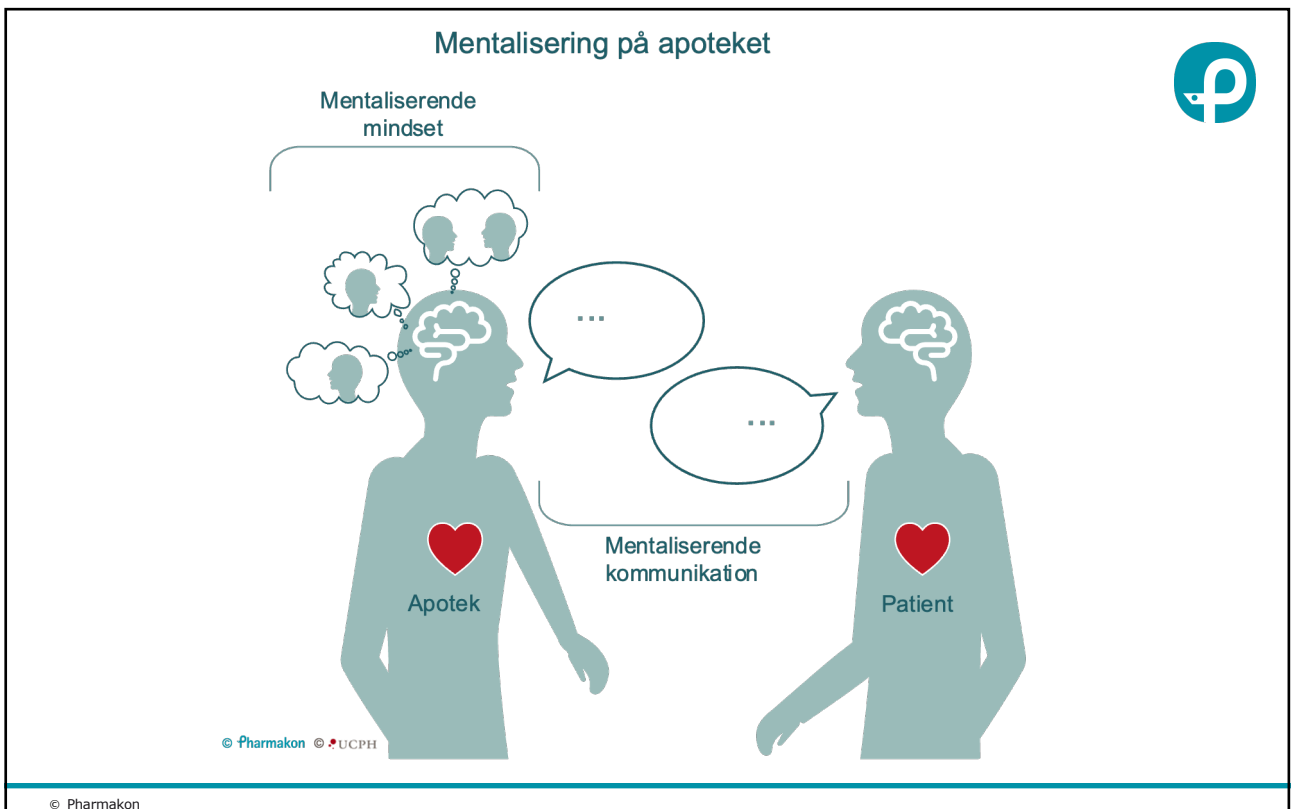 Mentalisering på apoteket
Mentaliserende
mindset
...
...
Mentaliserende
kommunikation
Apotek
Patient
© Pharmakon © UCPH
© Pharmakon